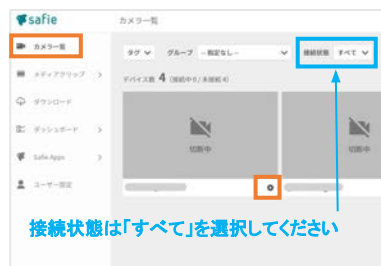 safie
カメラ一覧
カメラ一覧
タグ グループ -- 指定なし -- 接続状態 すべて
メディアクリップ
デバイス数 4 (接続中 0 / 未接続 4)
ダウンロード
ダッシュボード
切断中
切断中
Safie Apps
ユーザー設定
接続状態は「すべて」を選択してください